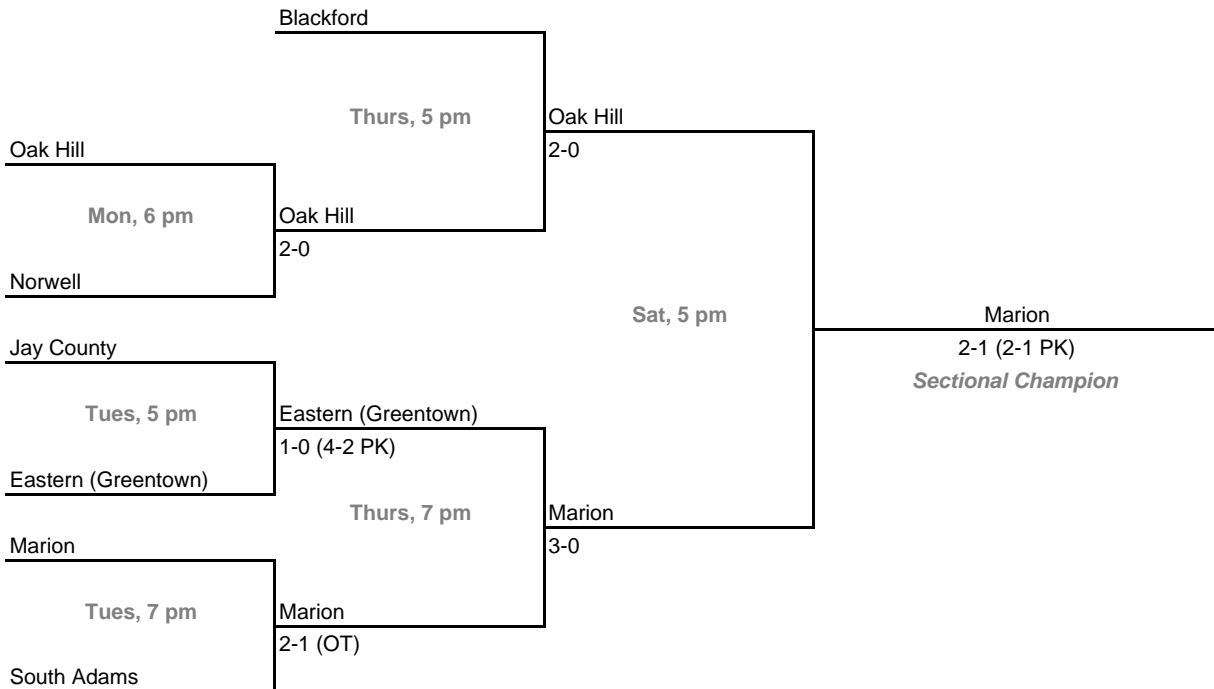 Blackford
Thurs, 5 pm
Oak Hill
2-0
Oak Hill
Mon, 6 pm
Oak Hill
2-0
Norwell
Sat, 5 pm
Marion
2-1 (2-1 PK)
Sectional Champion
Jay County
Tues, 5 pm
Eastern (Greentown)
1-0 (4-2 PK)
Eastern (Greentown)
Thurs, 7 pm
Marion
3-0
Marion
Tues, 7 pm
Marion
2-1 (OT)
South Adams